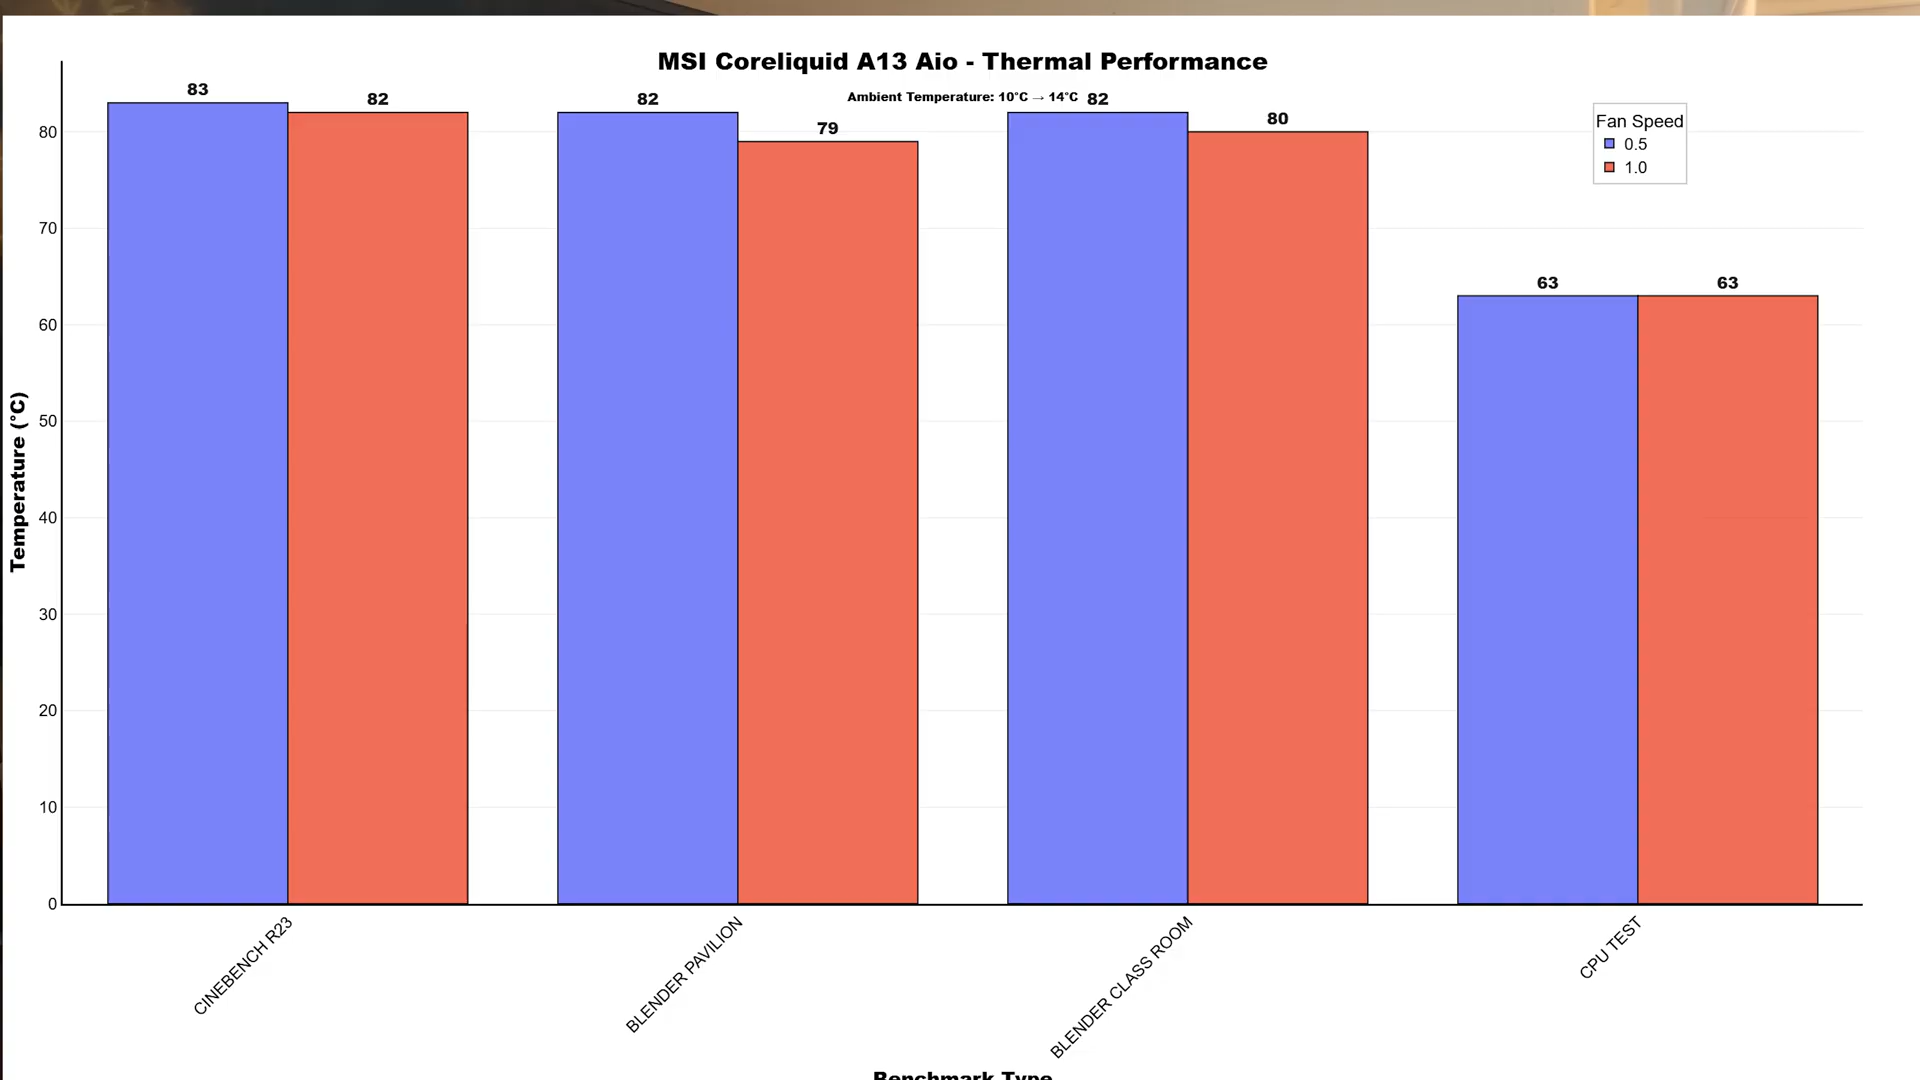 MSI Coreliquid A13 Aio - Thermal Performance
Ambient Temperature: 10°C → 14°C
83
82
82
79
82
80
63
63
Fan Speed
0.5
1.0
Temperature (°C)
80
70
60
50
40
30
20
10
0
CINEBENCH R23
BLENDER PAVILION
BLENDER CLASS ROOM
CPU TEST
Benchmark Type